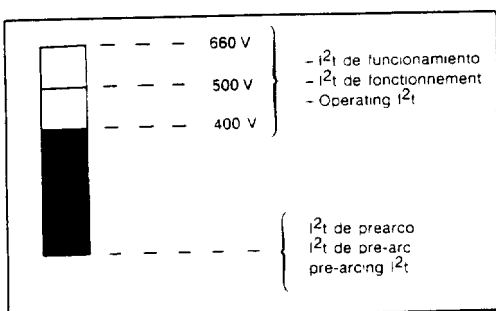 660 V
500 V
400 V
- I²t de funcionamiento
- I²t de fonctionnement
- Operating I²t
I²t de prearco
I²t de pre-arc
pre-arcing I²t